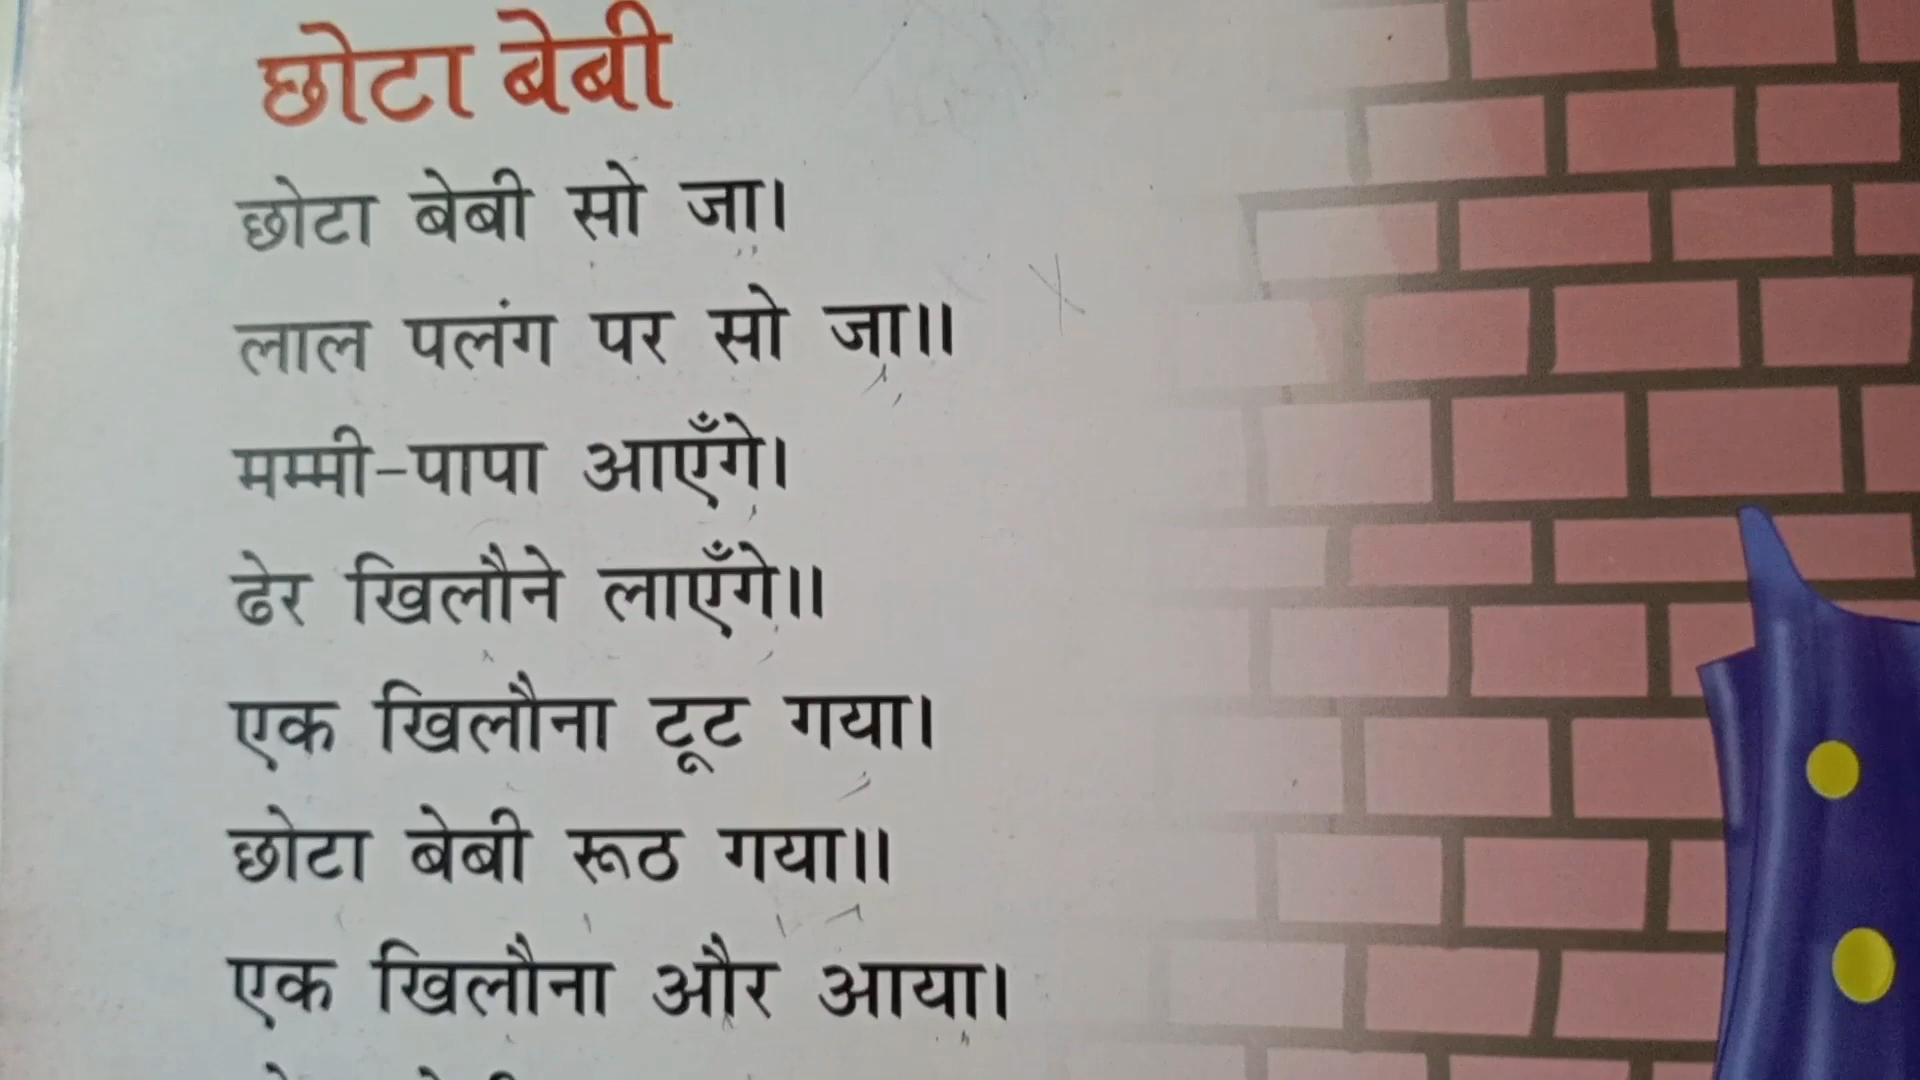 छोटा बेबी
छोटा बेबी सो जा।
लाल पलंग पर सो जा॥
मम्मी-पापा आएँगे।
ढेर खिलौने लाएँगे॥
एक खिलौना टूट गया।
छोटा बेबी रूठ गया॥
एक खिलौना और आया।